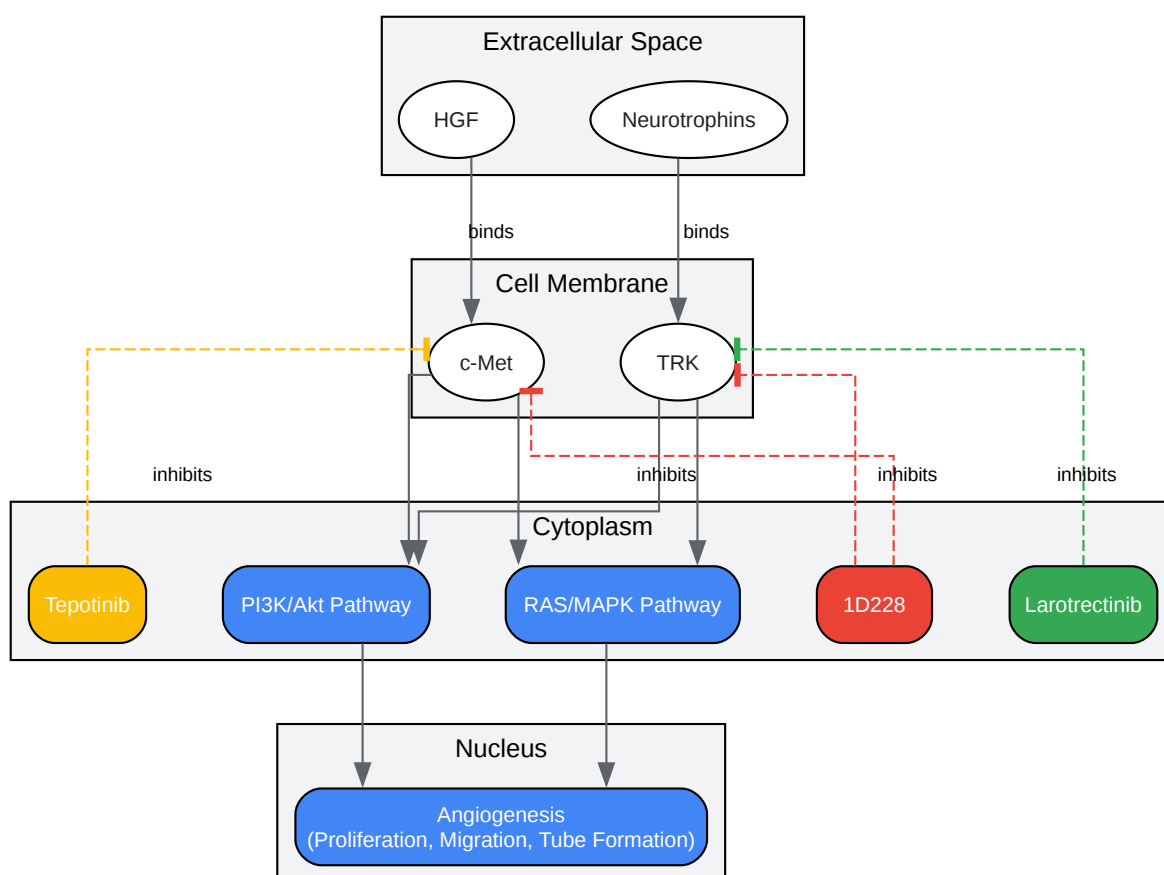 Extracellular Space
HGF
Neurotrophins
binds
binds
Cell Membrane
c-Met
TRK
inhibits
inhibits
inhibits
inhibits
Cytoplasm
Tepotinib
PI3K/Akt Pathway
RAS/MAPK Pathway
1D228
Larotrectinib
Nucleus
Angiogenesis
(Proliferation, Migration, Tube Formation)